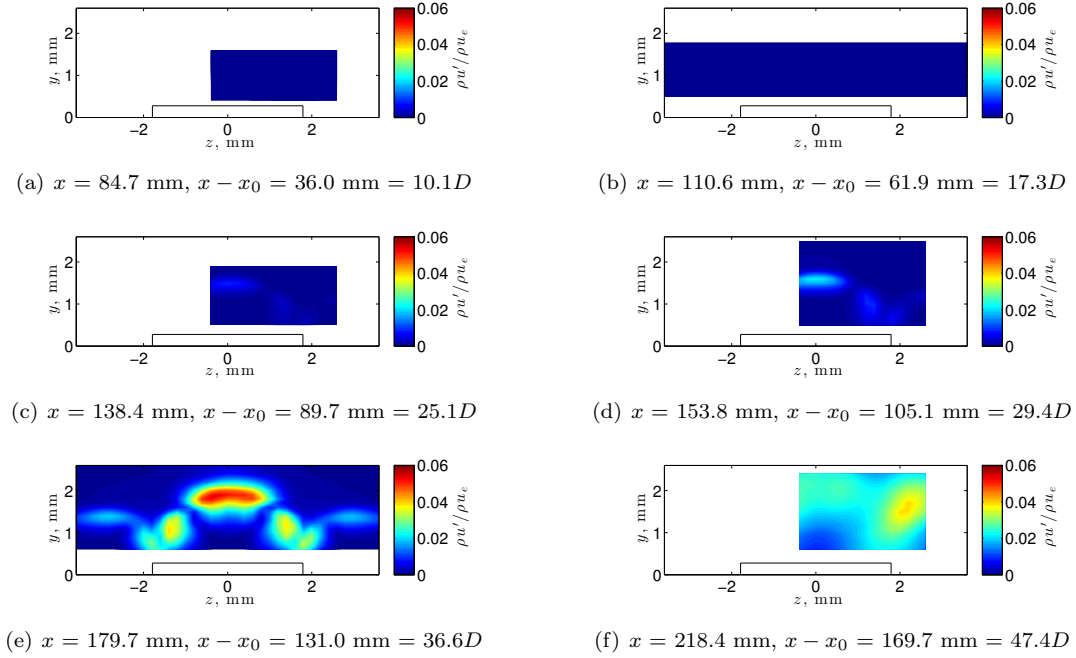 0.06
0.04
0.02
0
ρu′/ρu_e
2
1
0
y, mm
−2 0 2
z, mm
0.06
0.04
0.02
0
ρu′/ρu_e
2
1
0
y, mm
−2 0 2
z, mm
(a) x = 84.7 mm, x − x₀ = 36.0 mm = 10.1D
(b) x = 110.6 mm, x − x₀ = 61.9 mm = 17.3D
0.06
0.04
0.02
0
ρu′/ρu_e
2
1
0
y, mm
−2 0 2
z, mm
0.06
0.04
0.02
0
ρu′/ρu_e
2
1
0
y, mm
−2 0 2
z, mm
(c) x = 138.4 mm, x − x₀ = 89.7 mm = 25.1D
(d) x = 153.8 mm, x − x₀ = 105.1 mm = 29.4D
0.06
0.04
0.02
0
ρu′/ρu_e
2
1
0
y, mm
−2 0 2
z, mm
0.06
0.04
0.02
0
ρu′/ρu_e
2
1
0
y, mm
−2 0 2
z, mm
(e) x = 179.7 mm, x − x₀ = 131.0 mm = 36.6D
(f) x = 218.4 mm, x − x₀ = 169.7 mm = 47.4D